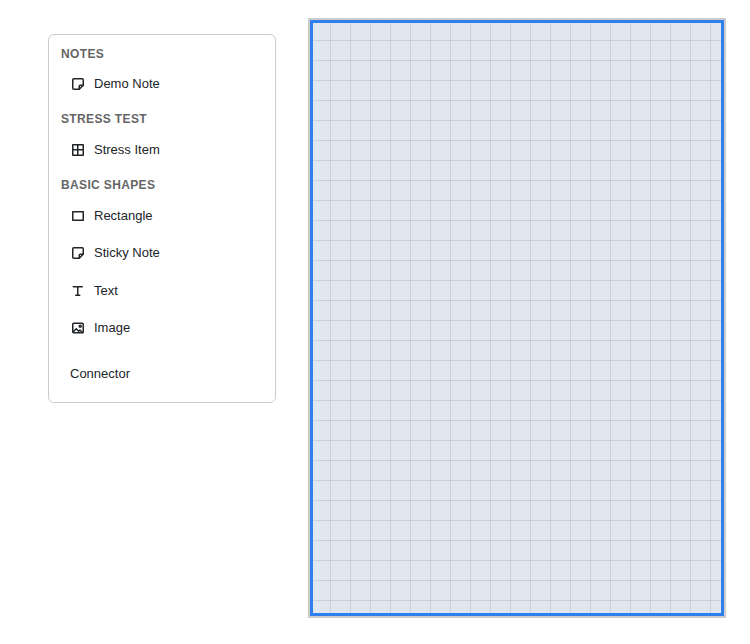 NOTES
Demo Note
STRESS TEST
Stress Item
BASIC SHAPES
Rectangle
Sticky Note
Text
Image
Connector